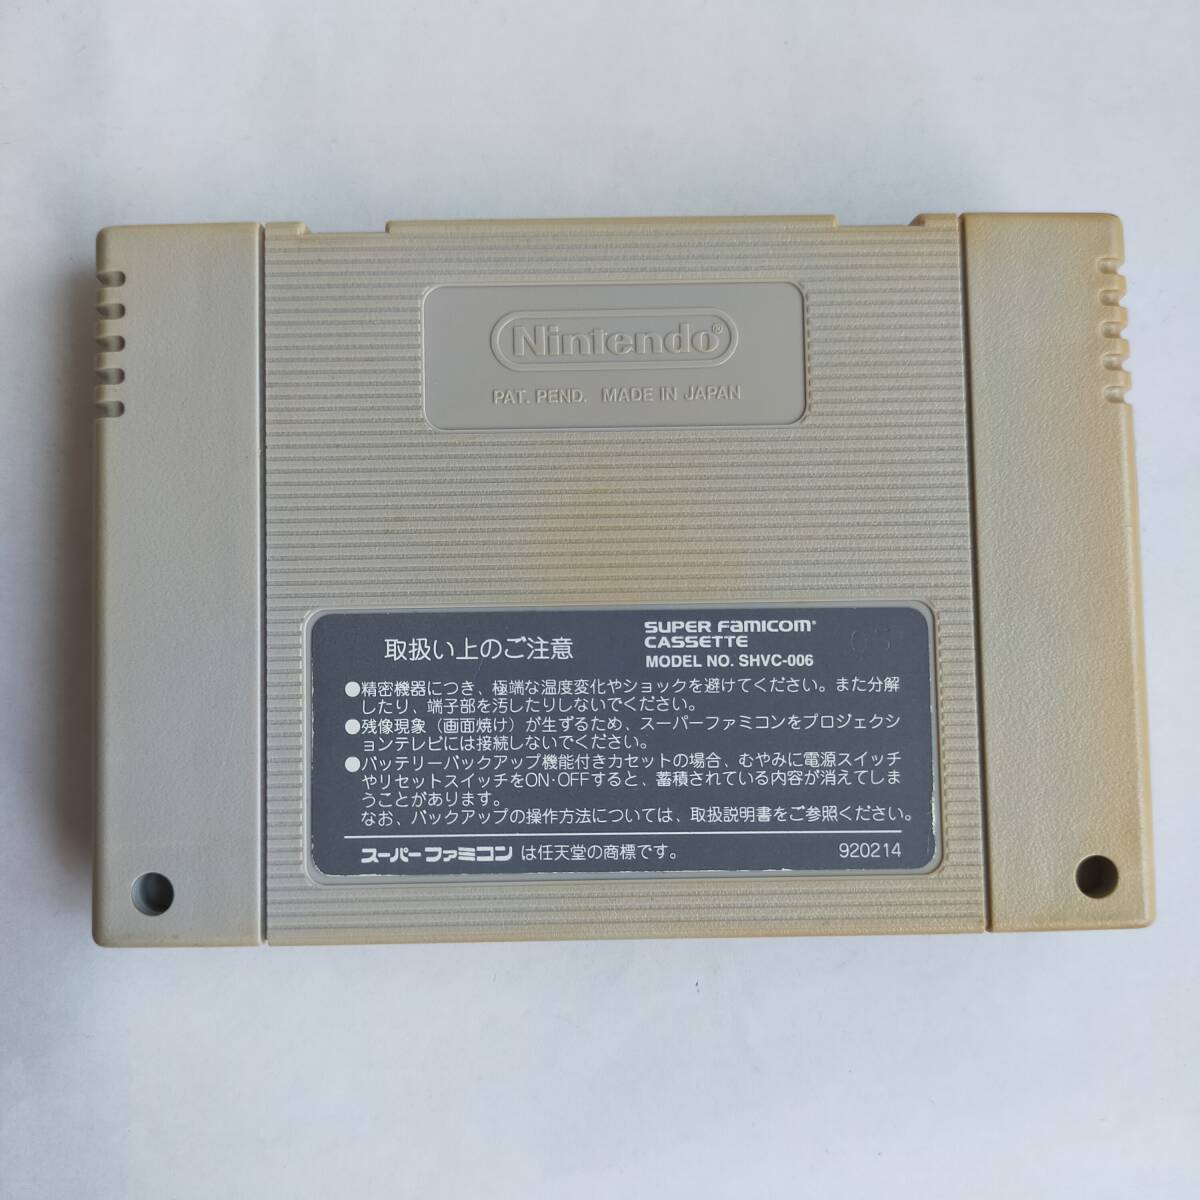 Nintendo®
PAT. PEND. MADE IN JAPAN
取扱い上のご注意
SUPER FAMICOM®
CASSETTE
MODEL NO. SHVC-006
05
●精密機器につき、極端な温度変化やショックを避けてください。また分解
したり、端子部を汚したりしないでください。
●残像現象（画面焼け）が生ずるため、スーパーファミコンをプロジェクシ
ョンテレビには接続しないでください。
●バッテリーバックアップ機能付きカセットの場合、むやみに電源スイッチ
やリセットスイッチをON·OFFすると、蓄積されている内容が消えてしま
うことがあります。
なお、バックアップの操作方法については、取扱説明書をご参照ください。
スーパーファミコン は任天堂の商標です。
920214